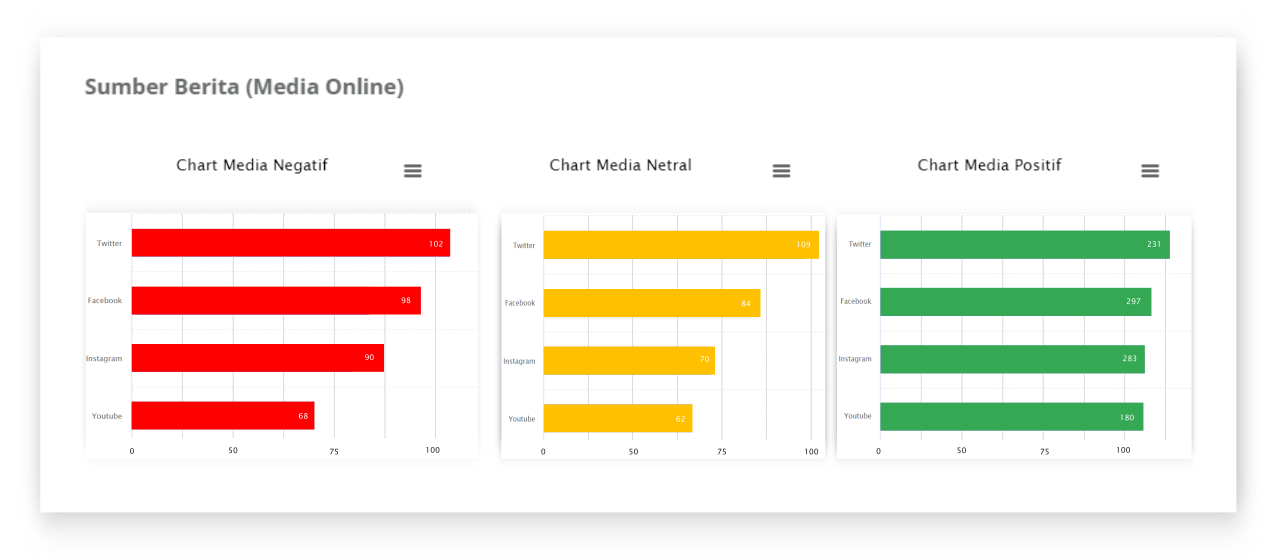 Sumber Berita (Media Online)
Chart Media Negatif
Twitter 102
Facebook 98
Instagram 90
Youtube 68
0 50 75 100
Chart Media Netral
Twitter 109
Facebook 84
Instagram 70
Youtube 62
0 50 75 100
Chart Media Positif
Twitter 231
Facebook 297
Instagram 283
Youtube 180
0 50 75 100